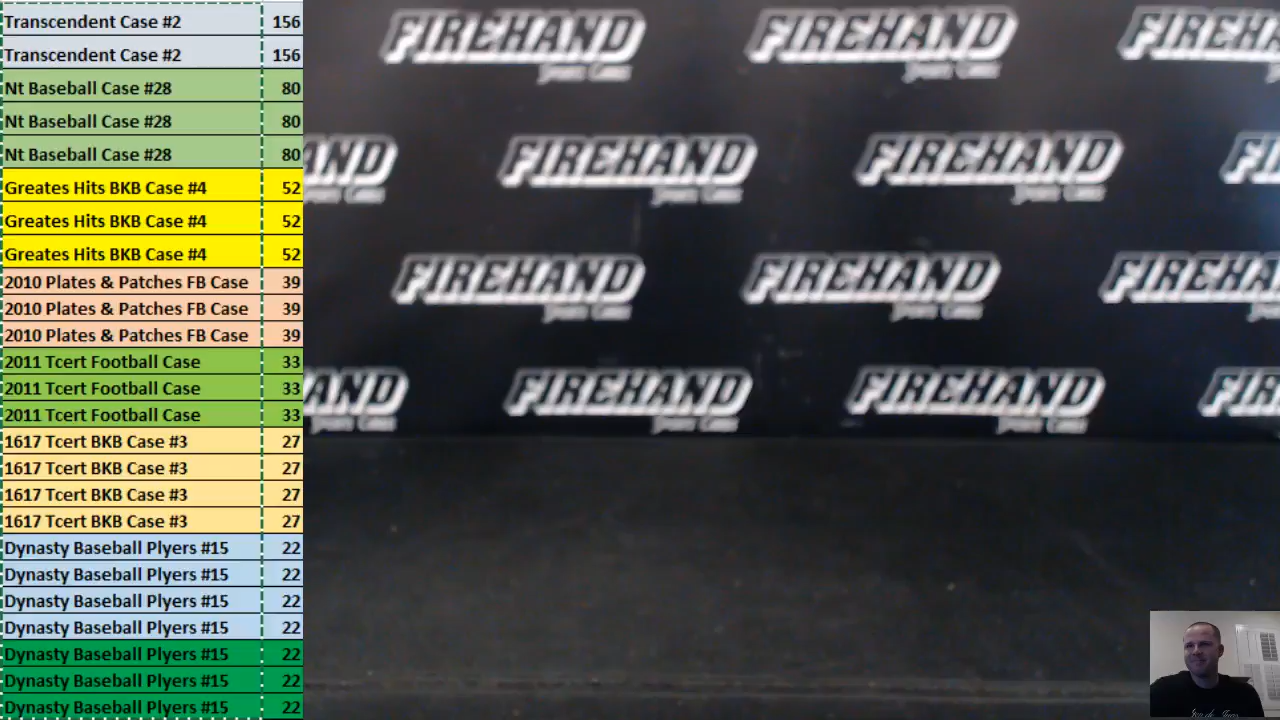 Transcendent Case #2 156
Transcendent Case #2 156
Nt Baseball Case #28 80
Nt Baseball Case #28 80
Nt Baseball Case #28 80
Greates Hits BKB Case #4 52
Greates Hits BKB Case #4 52
Greates Hits BKB Case #4 52
2010 Plates & Patches FB Case 39
2010 Plates & Patches FB Case 39
2010 Plates & Patches FB Case 39
2011 Tcert Football Case 33
2011 Tcert Football Case 33
2011 Tcert Football Case 33
1617 Tcert BKB Case #3 27
1617 Tcert BKB Case #3 27
1617 Tcert BKB Case #3 27
1617 Tcert BKB Case #3 27
Dynasty Baseball Plyers #15 22
Dynasty Baseball Plyers #15 22
Dynasty Baseball Plyers #15 22
Dynasty Baseball Plyers #15 22
Dynasty Baseball Plyers #15 22
Dynasty Baseball Plyers #15 22
Dynasty Baseball Plyers #15 22
FIREHAND FIREHAND FIREHAN
AND FIREHAND FIREHAND FI
FIREHAND FIREHAND FIREHAN
AND FIREHAND FIREHAND FIR